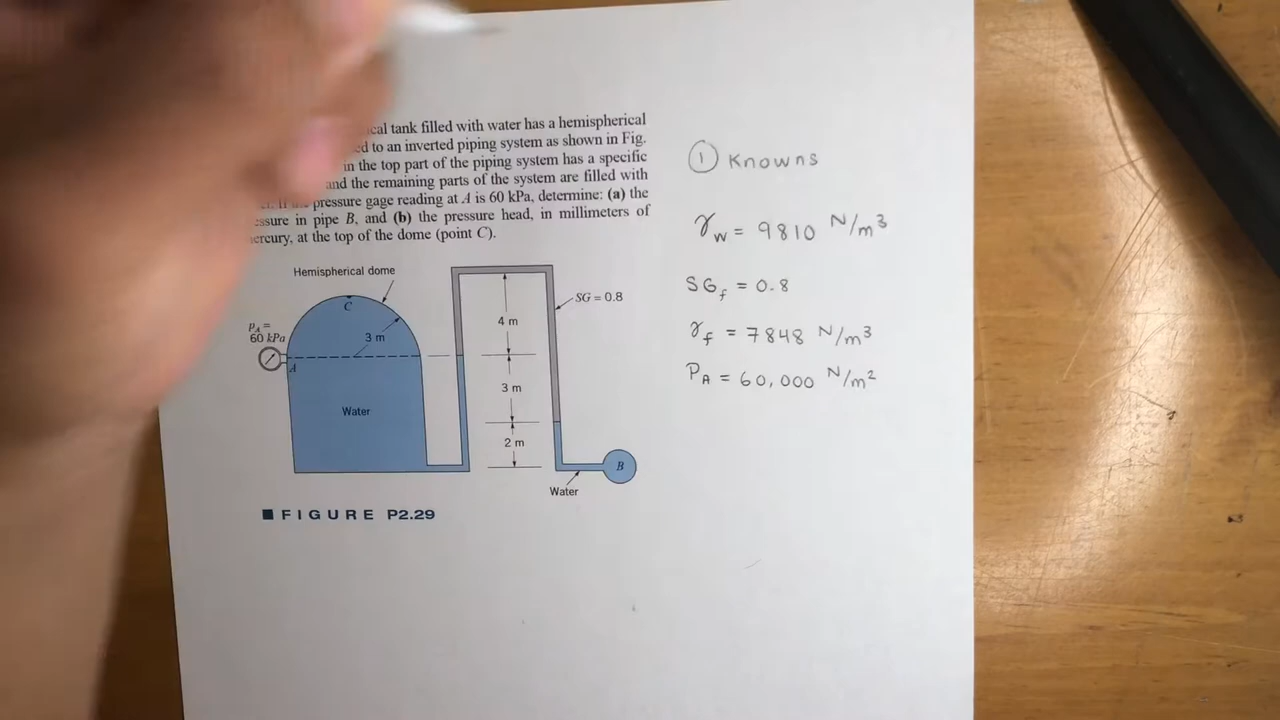 tank filled with water has a hemispherical
to an inverted piping system as shown in Fig.
in the top part of the piping system has a specific
and the remaining parts of the system are filled with
pressure gage reading at A is 60 kPa, determine: (a) the
in pipe B, and (b) the pressure head, in millimeters of
at the top of the dome (point C).
Hemispherical dome
C
SG = 0.8
pA =
60 kPa
4 m
3 m
A
3 m
Water
2 m
B
Water
■ FIGURE P2.29
① Knowns
γw = 9810 N/m³
SGf = 0.8
γf = 7848 N/m³
PA = 60,000 N/m²